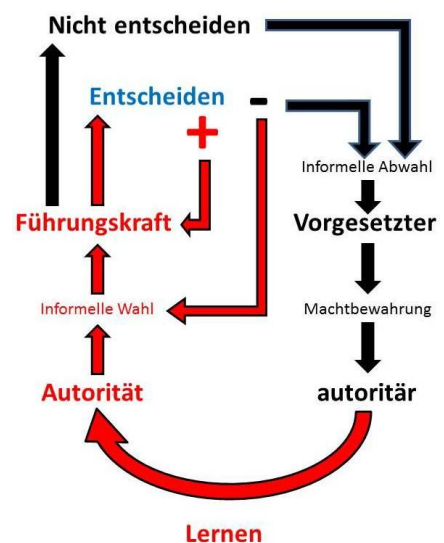 Nicht entscheiden
Entscheiden -
+
Informelle Abwahl
Führungskraft
Vorgesetzter
Informelle Wahl
Machtbewahrung
Autorität
autoritär
Lernen